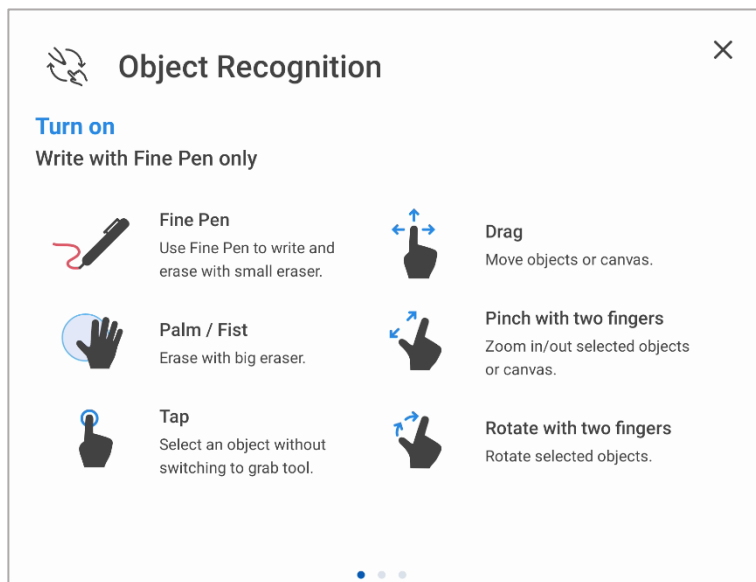 Object Recognition
Turn on
Write with Fine Pen only
Fine Pen
Use Fine Pen to write and
erase with small eraser.
Palm / Fist
Erase with big eraser.
Tap
Select an object without
switching to grab tool.
Drag
Move objects or canvas.
Pinch with two fingers
Zoom in/out selected objects
or canvas.
Rotate with two fingers
Rotate selected objects.